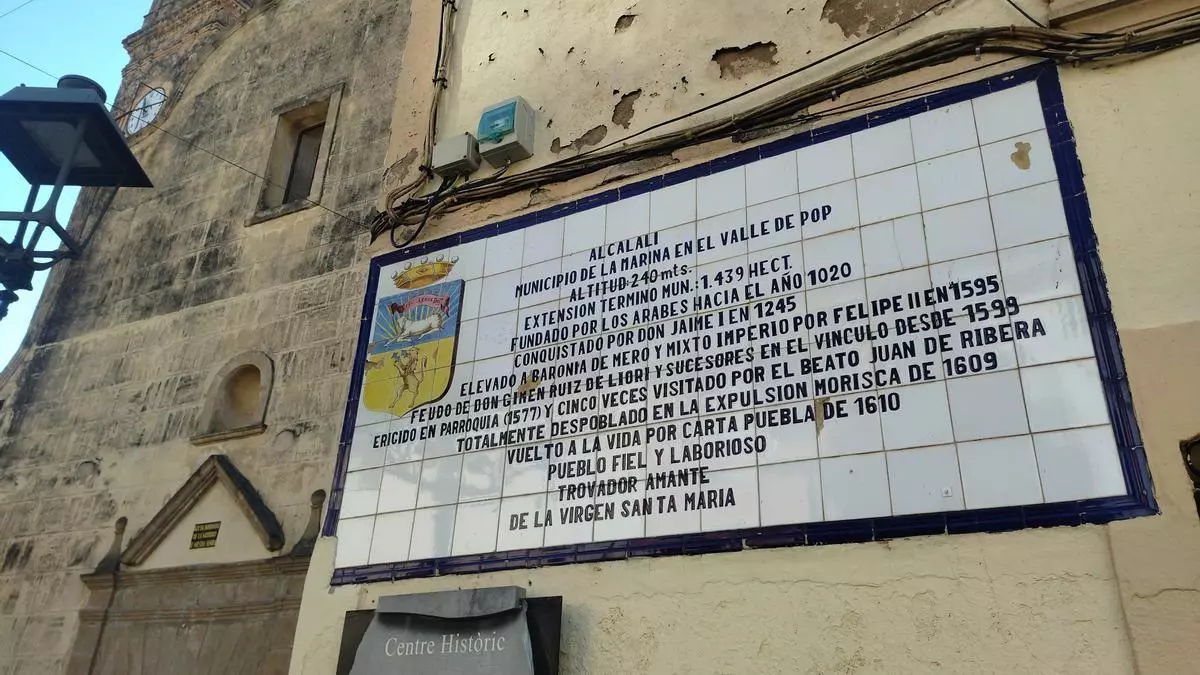 ALCALALI
MUNICIPIO DE LA MARINA EN EL VALLE DE POP
ALTITUD: 240 mts.
EXTENSION TERMINO MUN.: 1.439 HECT.
FUNDADO POR LOS ARABES HACIA EL AÑO 1020
CONQUISTADO POR DON JAIME I EN 1245
ELEVADO A BARONIA DE MERO Y MIXTO IMPERIO POR FELIPE II EN 1595
FEUDO DE DON GIMEN RUIZ DE LIORI Y SUCESORES EN EL VINCULO DESDE 1599
ERICIDO EN PARROQUIA (1577) Y CINCO VECES VISITADO POR EL BEATO JUAN DE RIBERA
TOTALMENTE DESPOBLADO EN LA EXPULSION MORISCA DE 1609
VUELTO A LA VIDA POR CARTA PUEBLA DE 1610
PUEBLO FIEL Y LABORIOSO
TROVADOR AMANTE
DE LA VIRGEN SANTA MARIA
Centre Històric